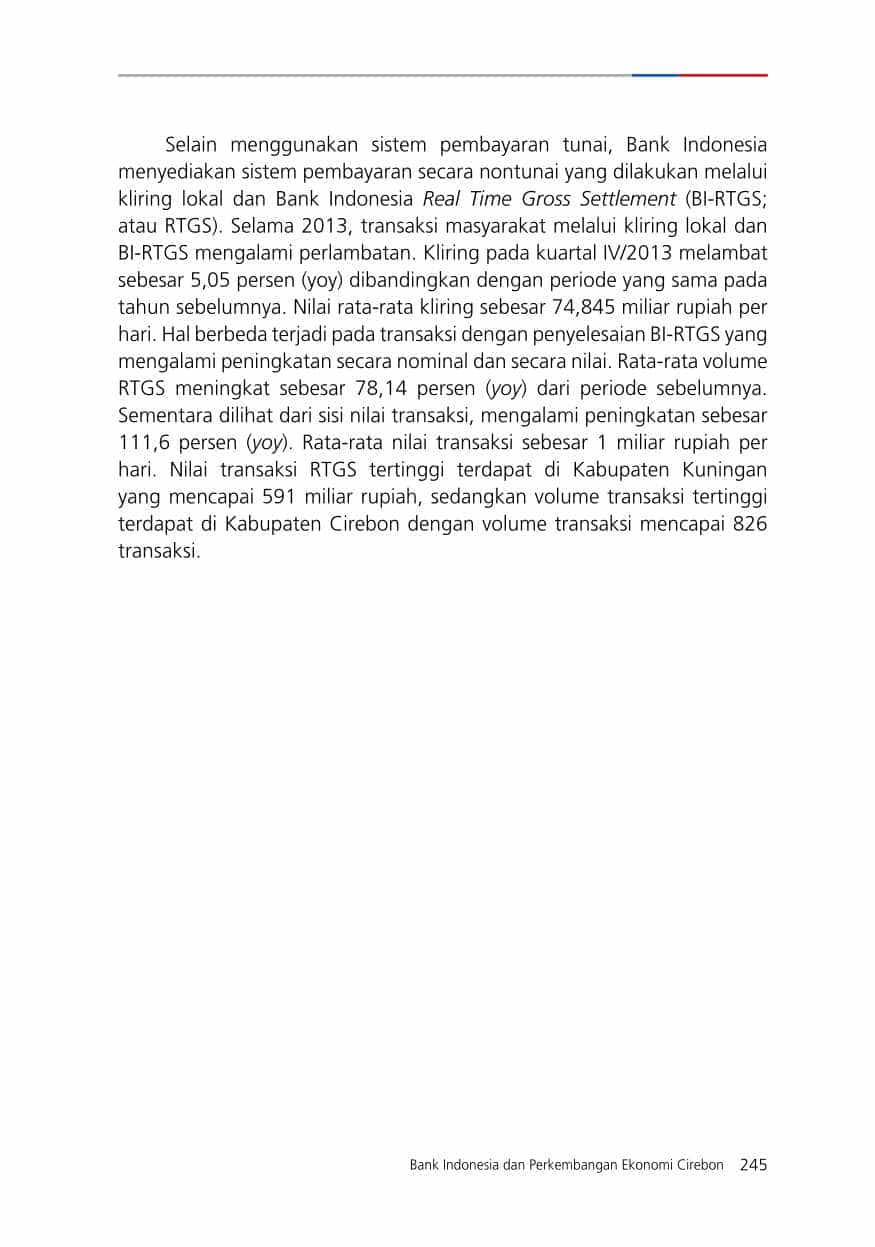 Selain menggunakan sistem pembayaran tunai, Bank Indonesia
menyediakan sistem pembayaran secara nontunai yang dilakukan melalui
kliring lokal dan Bank Indonesia Real Time Gross Settlement (BI-RTGS;
atau RTGS). Selama 2013, transaksi masyarakat melalui kliring lokal dan
BI-RTGS mengalami perlambatan. Kliring pada kuartal IV/2013 melambat
sebesar 5,05 persen (yoy) dibandingkan dengan periode yang sama pada
tahun sebelumnya. Nilai rata-rata kliring sebesar 74,845 miliar rupiah per
hari. Hal berbeda terjadi pada transaksi dengan penyelesaian BI-RTGS yang
mengalami peningkatan secara nominal dan secara nilai. Rata-rata volume
RTGS meningkat sebesar 78,14 persen (yoy) dari periode sebelumnya.
Sementara dilihat dari sisi nilai transaksi, mengalami peningkatan sebesar
111,6 persen (yoy). Rata-rata nilai transaksi sebesar 1 miliar rupiah per
hari. Nilai transaksi RTGS tertinggi terdapat di Kabupaten Kuningan
yang mencapai 591 miliar rupiah, sedangkan volume transaksi tertinggi
terdapat di Kabupaten Cirebon dengan volume transaksi mencapai 826
transaksi.
Bank Indonesia dan Perkembangan Ekonomi Cirebon 245